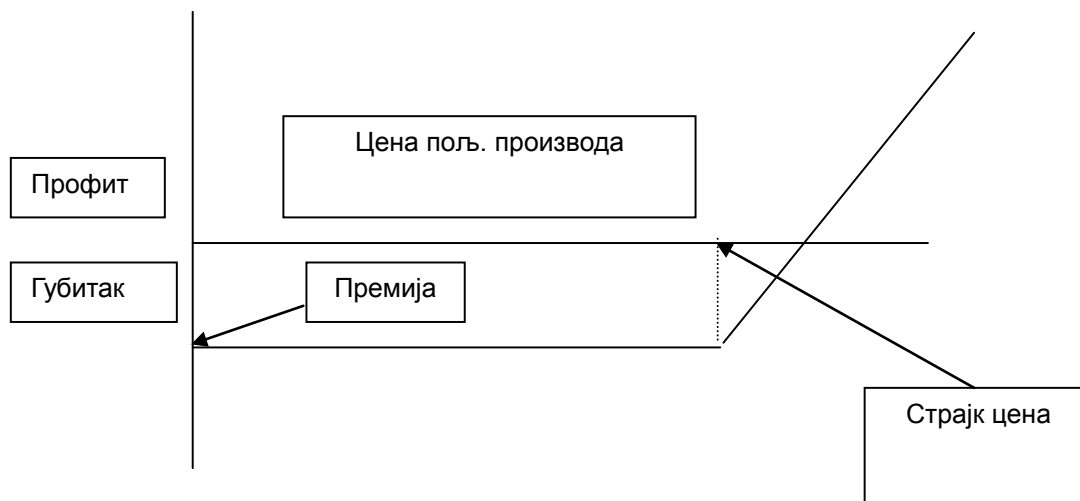 Цена пољ. производа
Профит
Губитак
Премија
Страјк цена